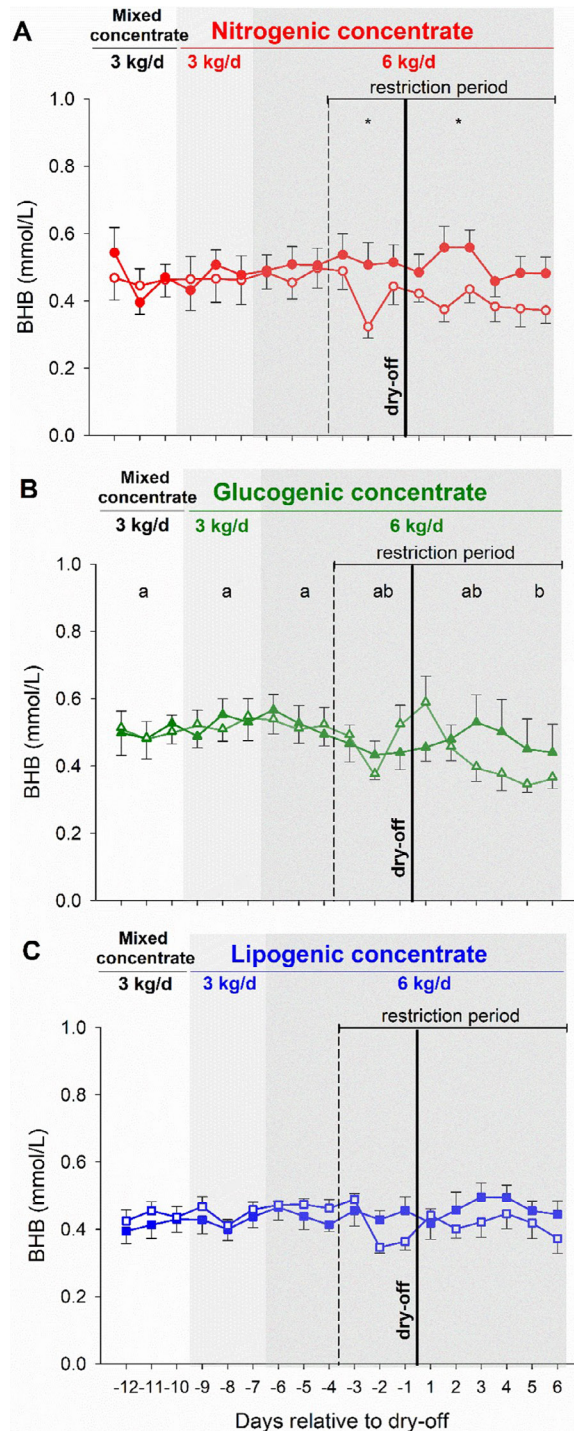 A
Mixed
concentrate
3 kg/d
Nitrogenic concentrate
3 kg/d
6 kg/d
restriction period
*
*
1.0
0.8
0.6
0.4
0.2
0.0
BHB (mmol/L)
dry-off
B
Mixed
concentrate
3 kg/d
Glucogenic concentrate
3 kg/d
6 kg/d
restriction period
a a a ab ab b
1.0
0.8
0.6
0.4
0.2
0.0
BHB (mmol/L)
dry-off
C
Mixed
concentrate
3 kg/d
Lipogenic concentrate
3 kg/d
6 kg/d
restriction period
1.0
0.8
0.6
0.4
0.2
0.0
BHB (mmol/L)
dry-off
-12 -11 -10 -9 -8 -7 -6 -5 -4 -3 -2 -1 1 2 3 4 5 6
Days relative to dry-off